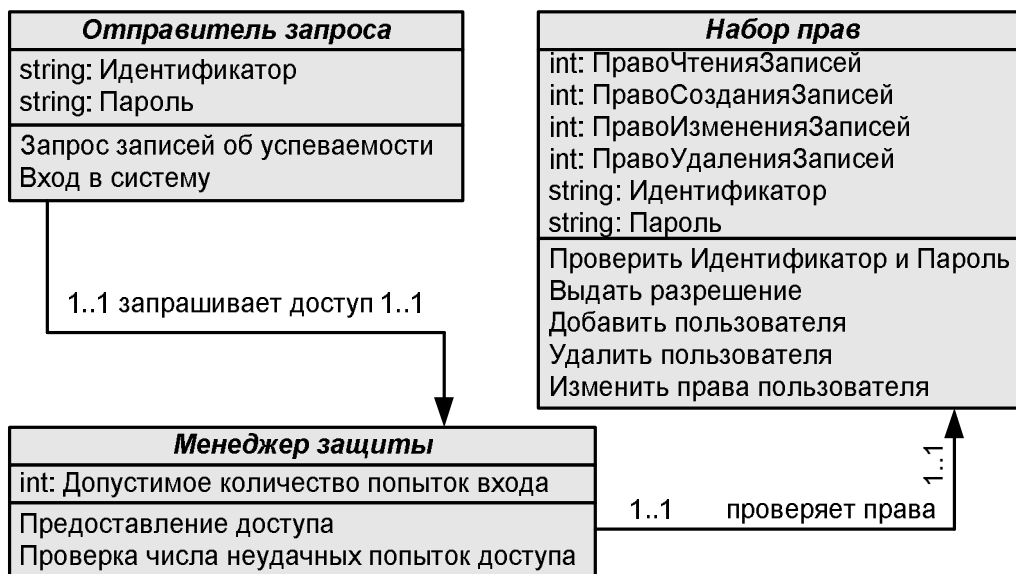 Отправитель запроса
string: Идентификатор
string: Пароль
Запрос записей об успеваемости
Вход в систему
Набор прав
int: ПравоЧтенияЗаписей
int: ПравоСозданияЗаписей
int: ПравоИзмененияЗаписей
int: ПравоУдаленияЗаписей
string: Идентификатор
string: Пароль
Проверить Идентификатор и Пароль
Выдать разрешение
Добавить пользователя
Удалить пользователя
Изменить права пользователя
1..1 запрашивает доступ 1..1
Менеджер защиты
int: Допустимое количество попыток входа
Предоставление доступа
Проверка числа неудачных попыток доступа
1..1 проверяет права
1..1